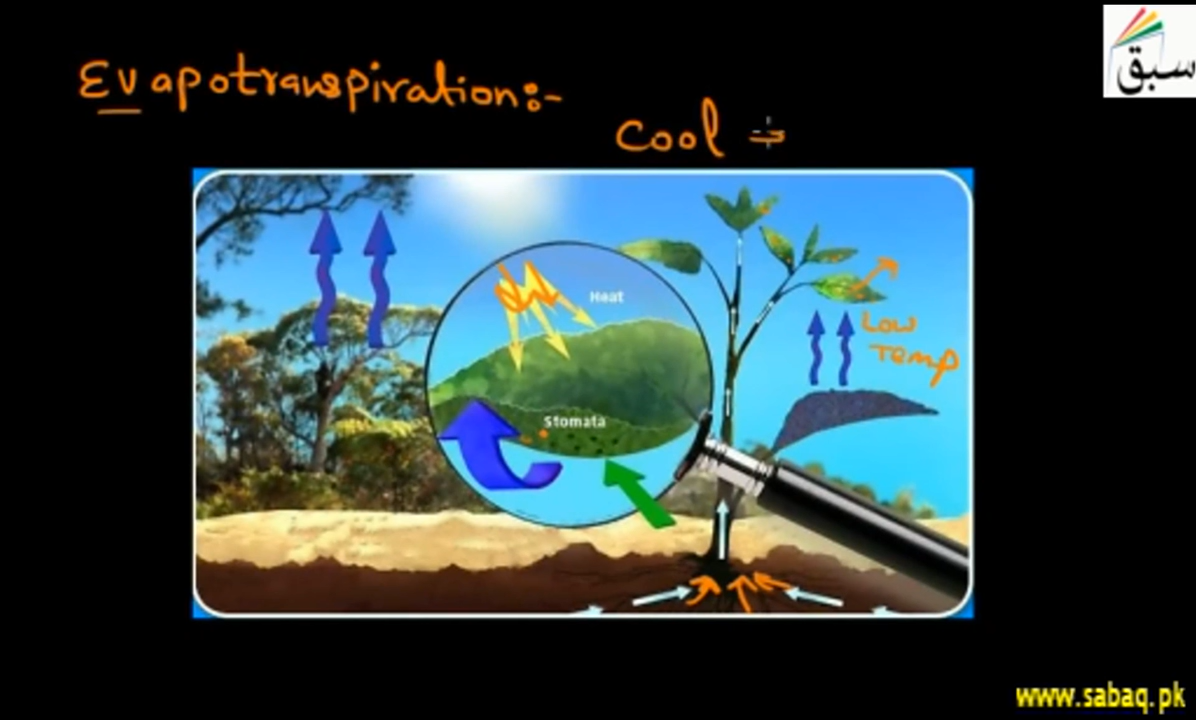 Evapotranspiration:-
سبق
Cool =
Heat
Low
Temp
Stomata
www.sabaq.pk